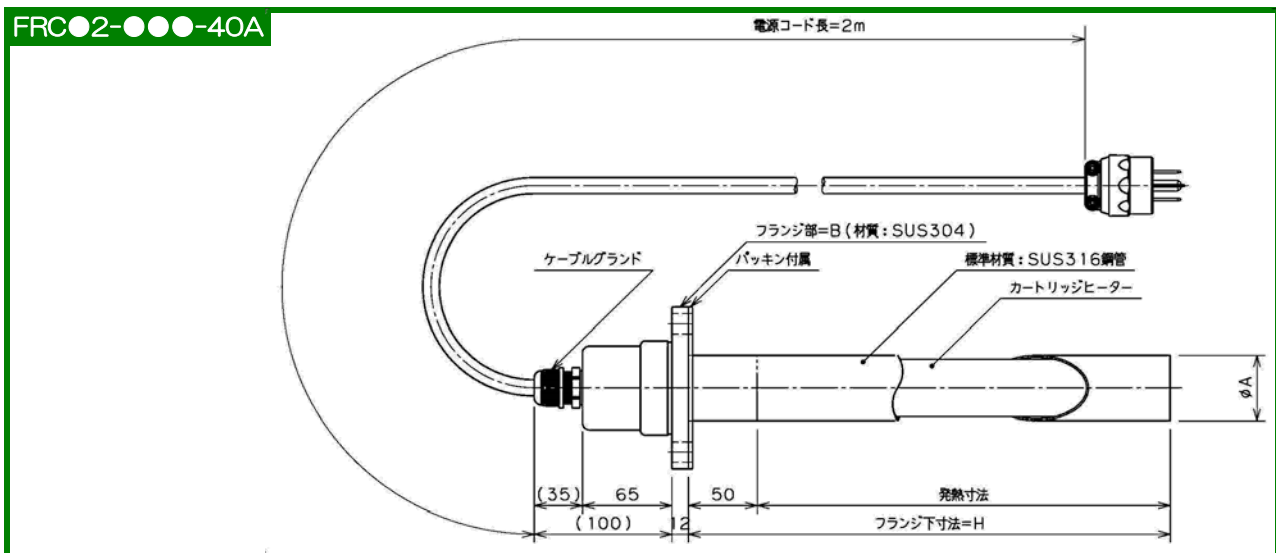 FRC●2-●●●-40A
電源コード長=2m
フランジ部=B(材質:SUS304)
ケーブルグランド
パッキン付属
標準材質:SUS316鋼管
カートリッジヒーター
φA
(35)
65
50
発熱寸法
(100)
12
フランジ下寸法=H